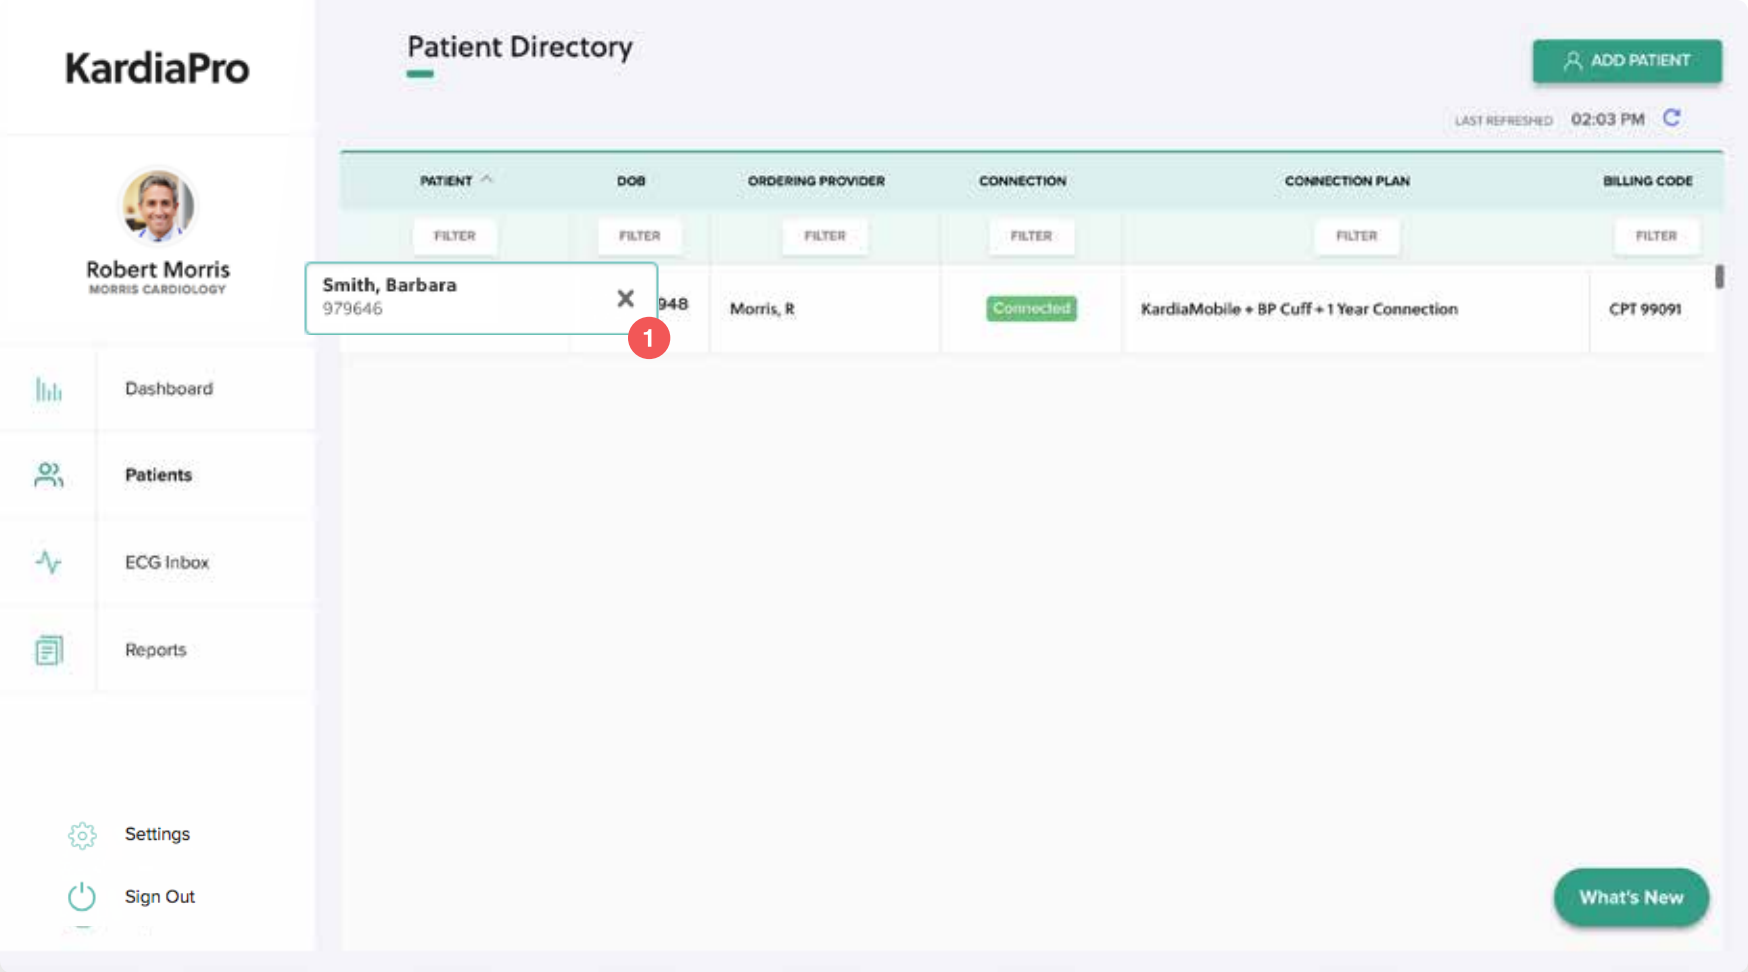 KardiaPro
Robert Morris
MORRIS CARDIOLOGY
Dashboard
Patients
ECG Inbox
Reports
Settings
Sign Out
Patient Directory
ADD PATIENT
LAST REFRESHED 02:03 PM
PATIENT DOB ORDERING PROVIDER CONNECTION CONNECTION PLAN BILLING CODE
FILTER FILTER FILTER FILTER FILTER FILTER
Smith, Barbara
979646
948 Morris, R Connected KardiaMobile + BP Cuff + 1 Year Connection CPT 99091
1
What's New